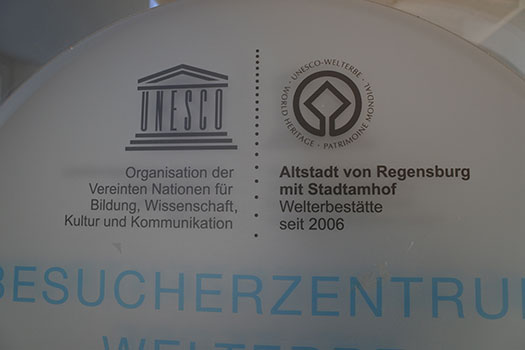 UNESCO
Organisation der
Vereinten Nationen für
Bildung, Wissenschaft,
Kultur und Kommunikation
UNESCO-WELTERBE · WORLD HERITAGE · PATRIMOINE MONDIAL ·
Altstadt von Regensburg
mit Stadtamhof
Welterbestätte
seit 2006
BESUCHERZENTRU